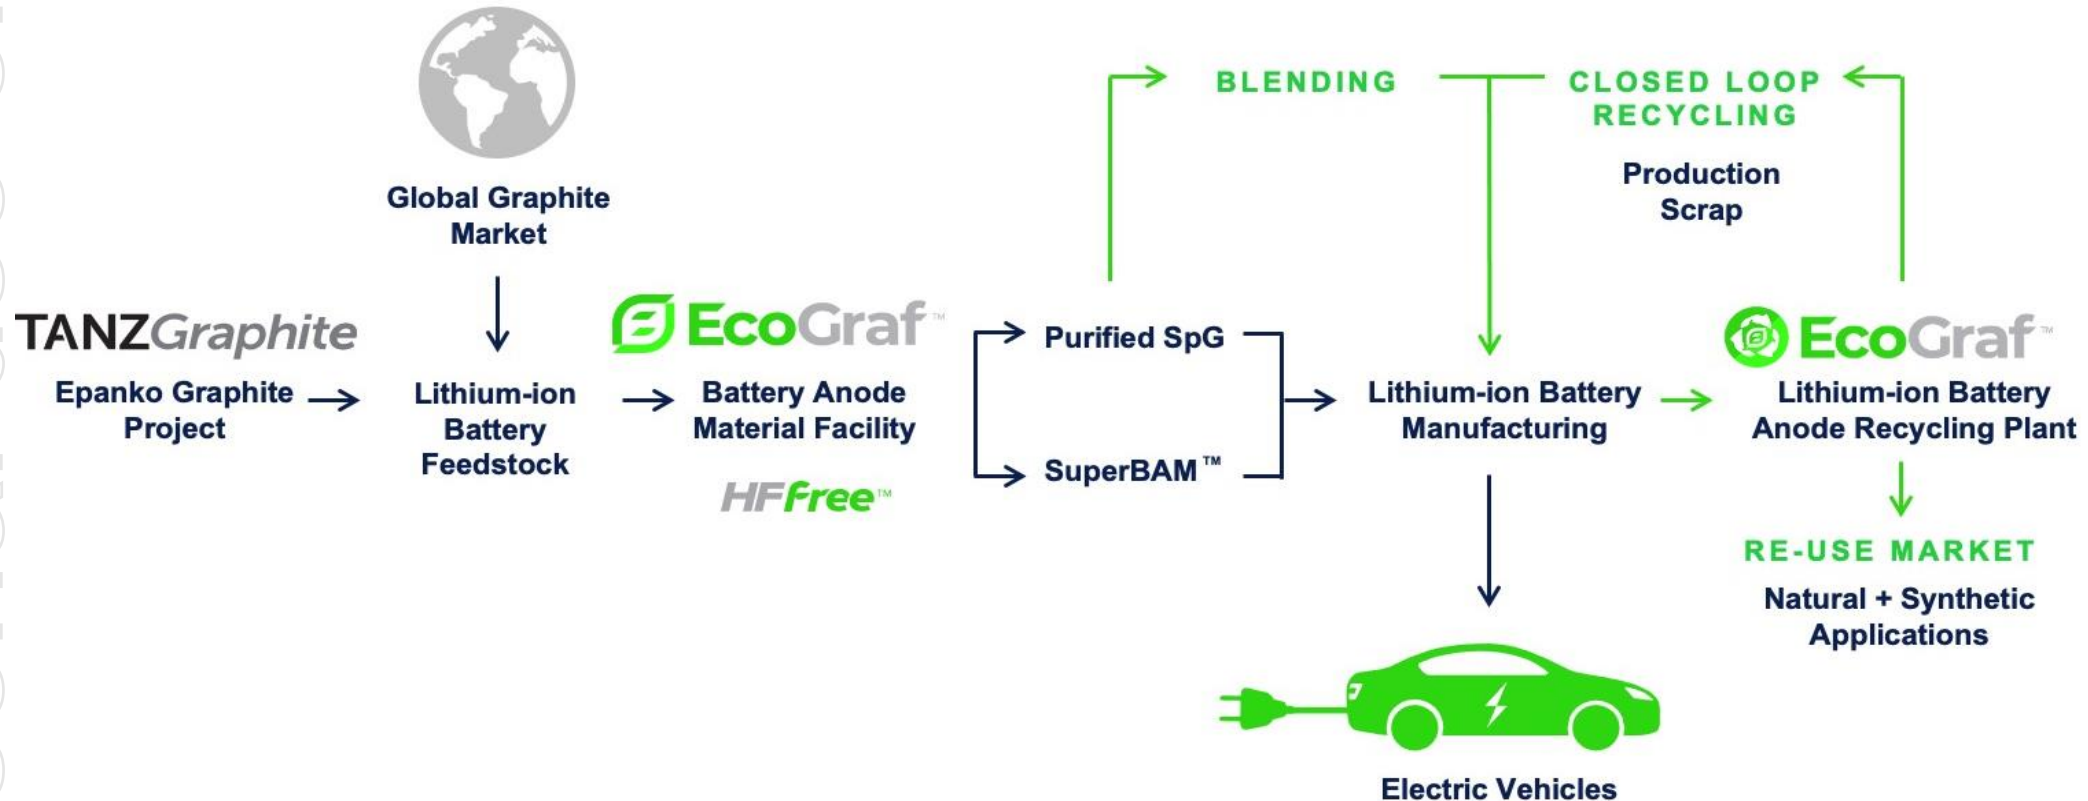 Global Graphite
Market
TANZGraphite
Epanko Graphite
Project
Lithium-ion
Battery
Feedstock
EcoGraf™
Battery Anode
Material Facility
HFfree™
BLENDING
CLOSED LOOP
RECYCLING
Production
Scrap
Purified SpG
SuperBAM™
Lithium-ion Battery
Manufacturing
Electric Vehicles
EcoGraf™
Lithium-ion Battery
Anode Recycling Plant
RE-USE MARKET
Natural + Synthetic
Applications